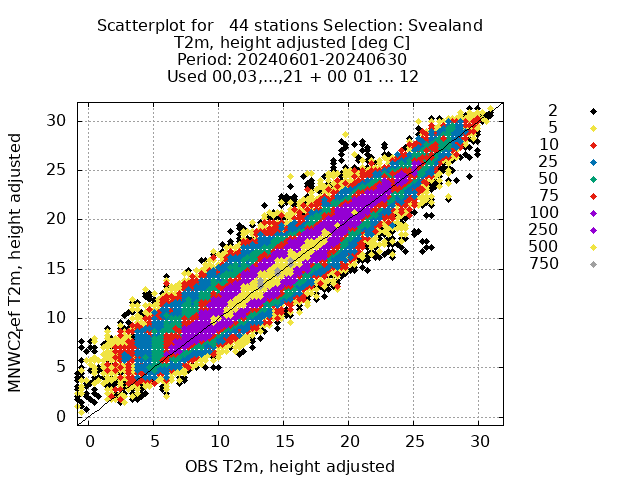 Scatterplot for 44 stations Selection: Svealand
T2m, height adjusted [deg C]
Period: 20240601-20240630
Used 00,03,...,21 + 00 01 ... 12
MNWC2ef T2m, height adjusted
30
25
20
15
10
5
0
0 5 10 15 20 25 30
OBS T2m, height adjusted
2
5
10
25
50
75
100
250
500
750